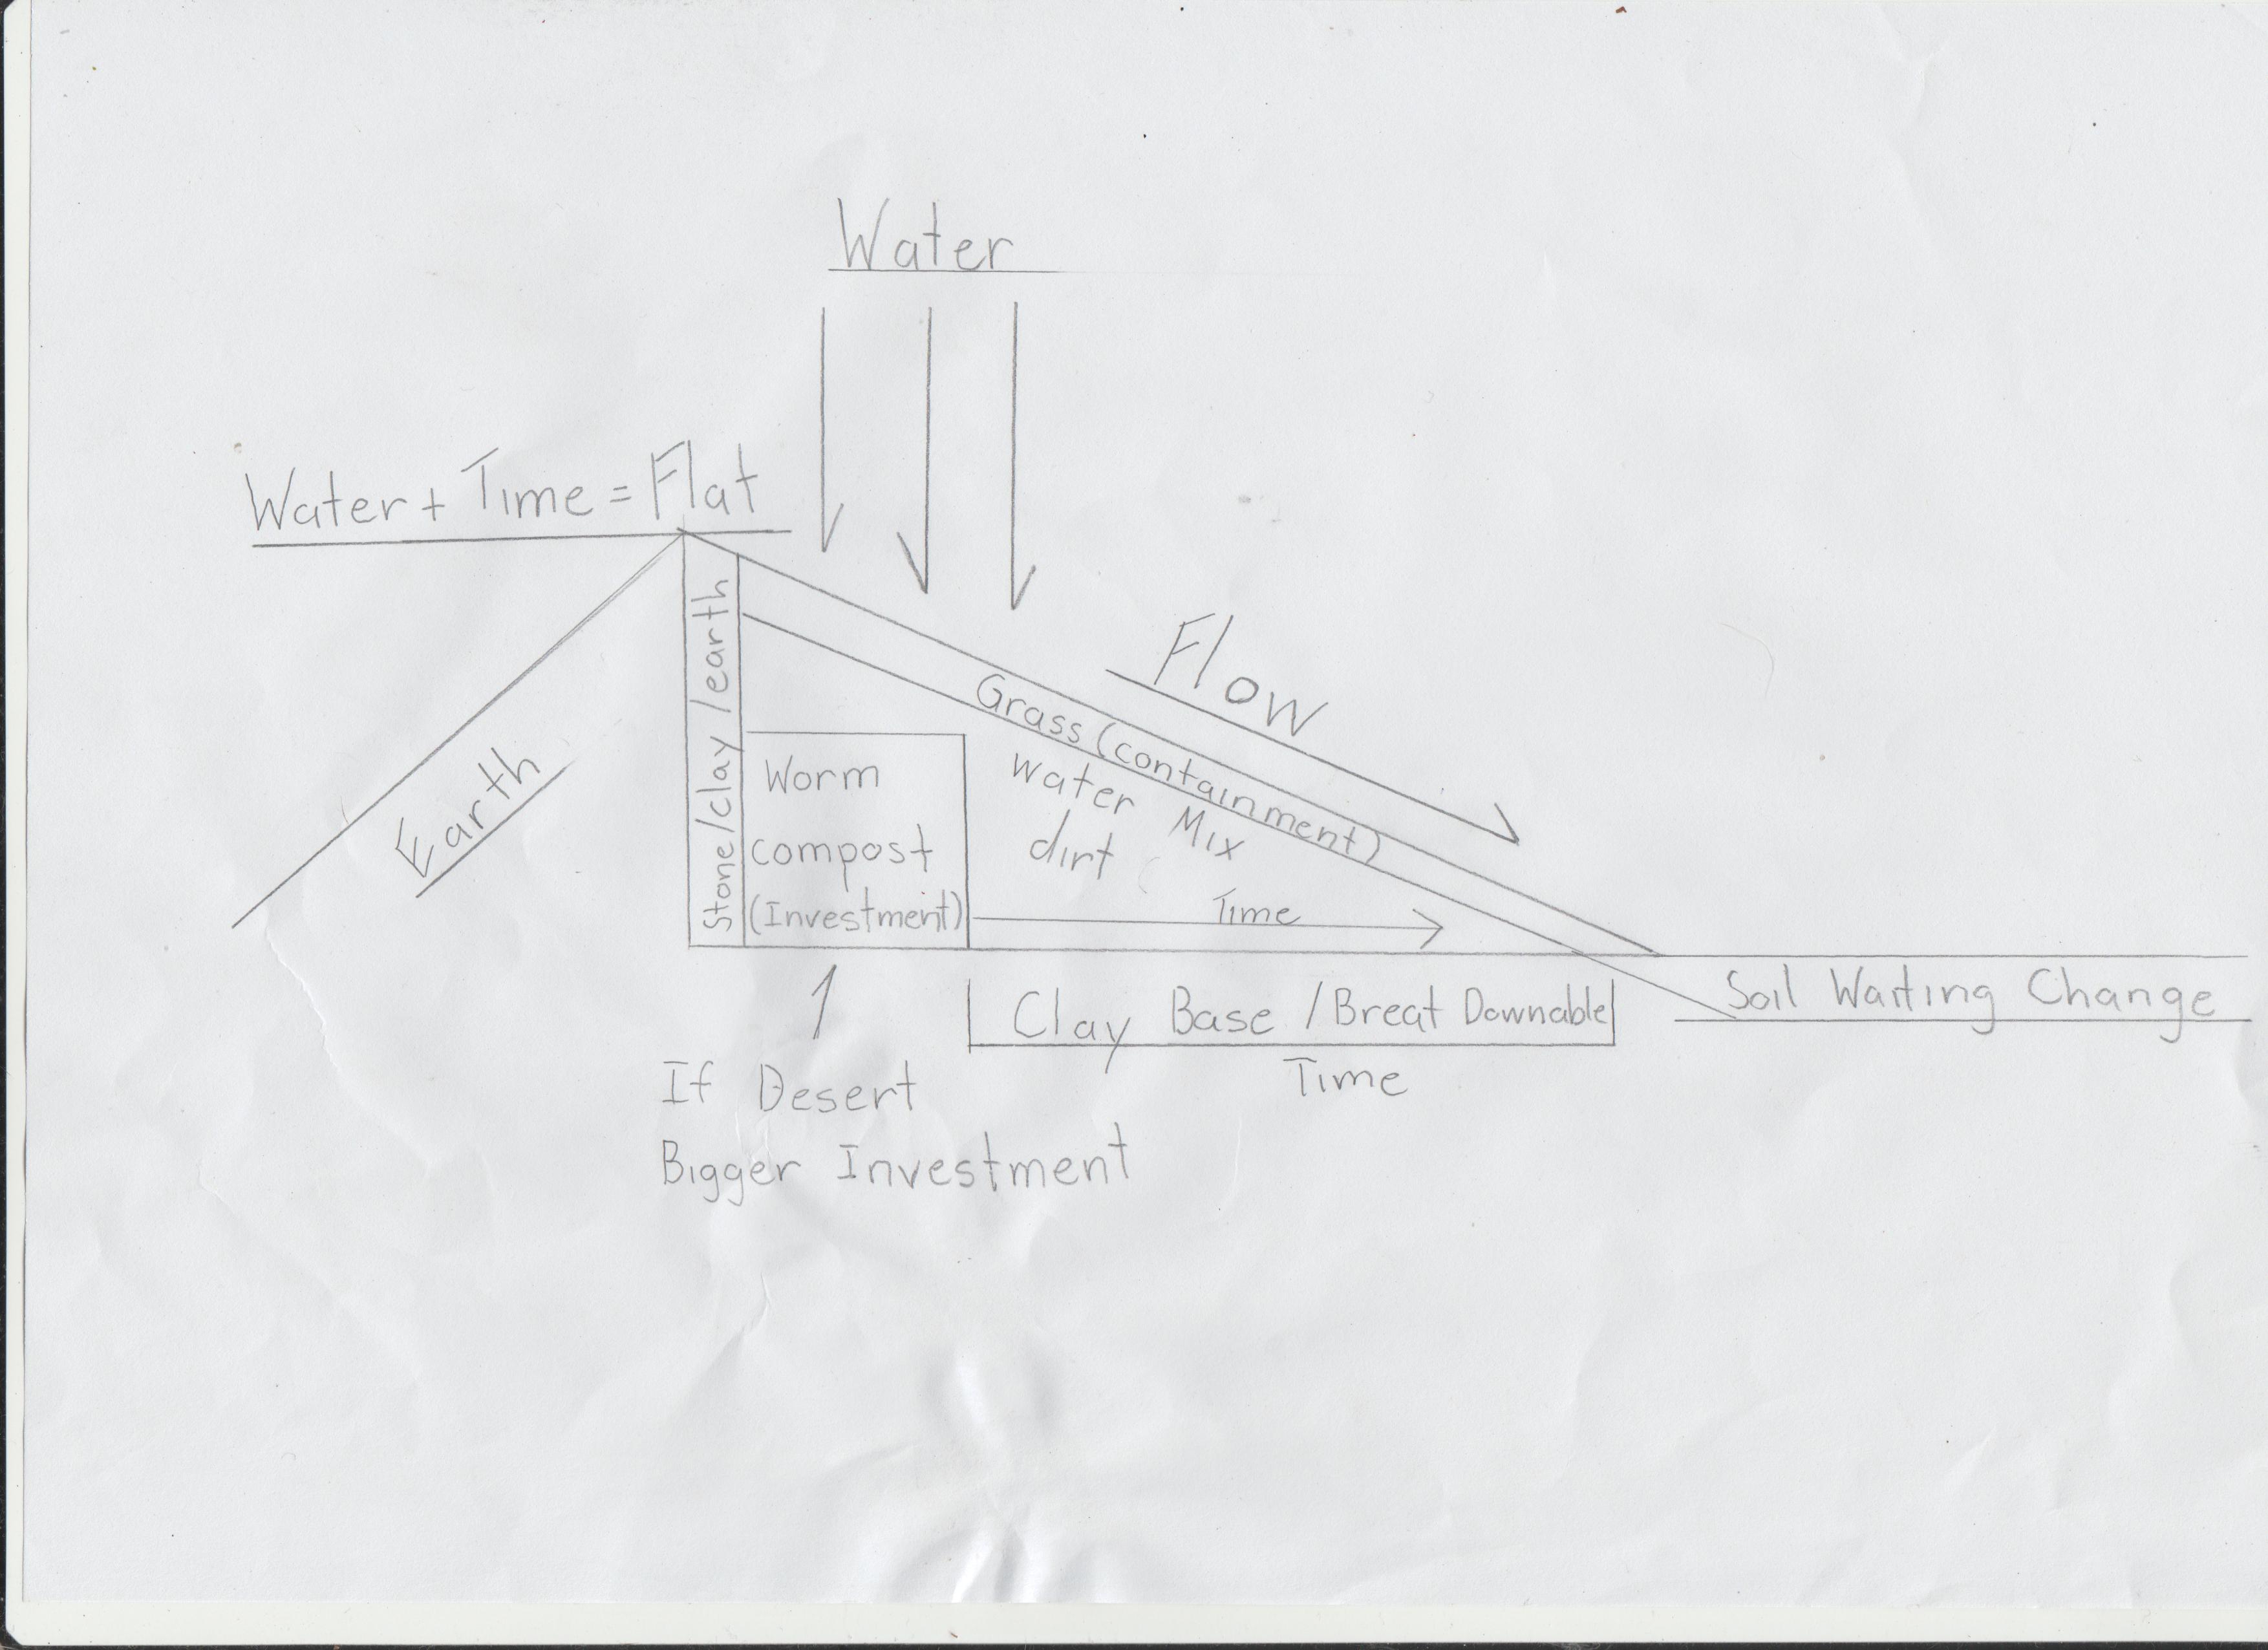 Water
Water + Time = Flat
Flow
Earth
Stone/clay/earth
Grass (containment)
Worm
compost
(Investment)
water Mix
dirt
Time
Clay Base / Breat Downable
Time
Soil Waiting Change
If Desert
Bigger Investment